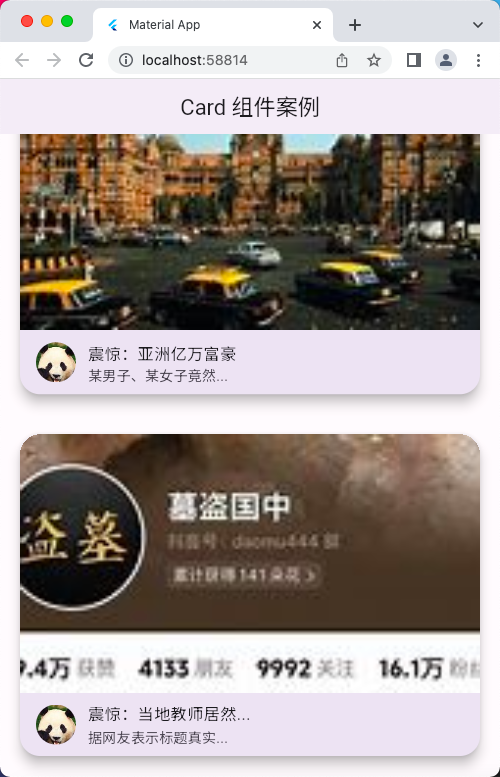 Material App
localhost:58814
Card 组件案例
震惊：亚洲亿万富豪
某男子、某女子竟然...
盗墓
墓盗国中
抖音号：daomu444
累计获得 141 朵花 >
9.4万 获赞 4133 朋友 9992 关注 16.1万 粉丝
震惊：当地教师居然...
据网友表示标题真实...